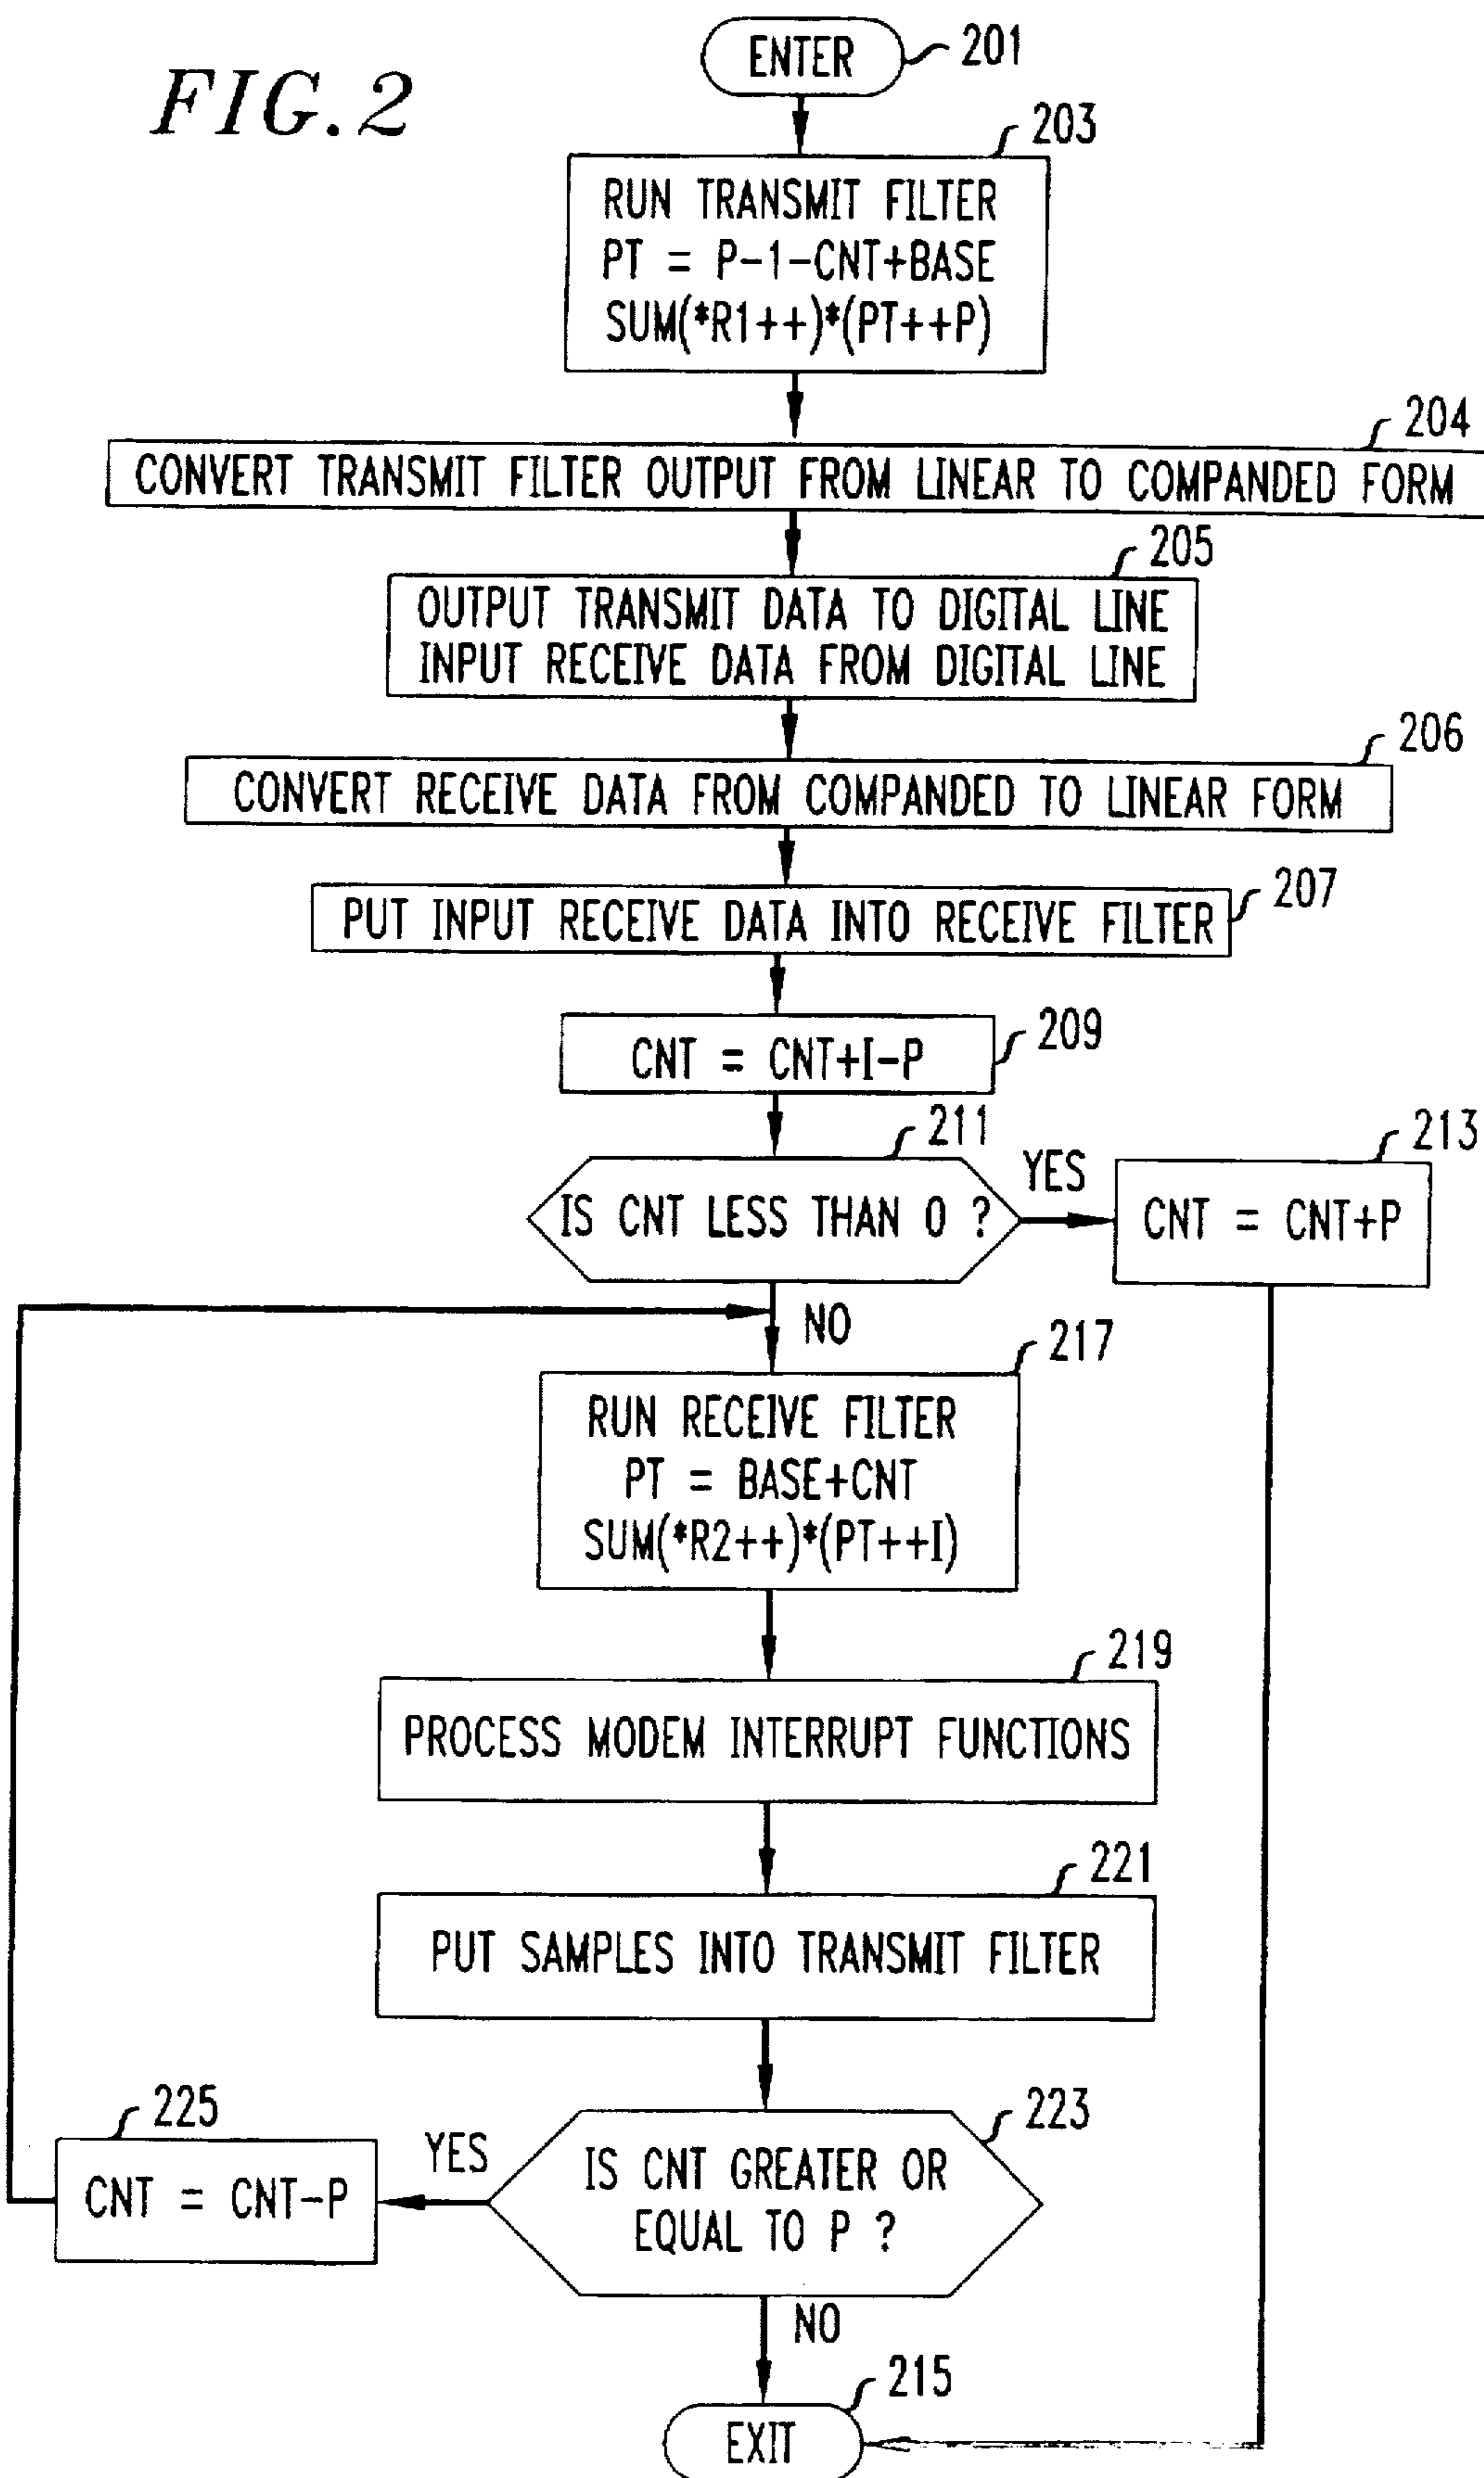 FIG. 2
ENTER
201
203
RUN TRANSMIT FILTER
PT = P-1-CNT+BASE
SUM(*R1++)*(PT++P)
204
CONVERT TRANSMIT FILTER OUTPUT FROM LINEAR TO COMPANDED FORM
205
OUTPUT TRANSMIT DATA TO DIGITAL LINE
INPUT RECEIVE DATA FROM DIGITAL LINE
206
CONVERT RECEIVE DATA FROM COMPANDED TO LINEAR FORM
207
PUT INPUT RECEIVE DATA INTO RECEIVE FILTER
209
CNT = CNT+I-P
211
IS CNT LESS THAN 0 ?
YES
213
CNT = CNT+P
NO
217
RUN RECEIVE FILTER
PT = BASE+CNT
SUM(*R2++)*(PT++I)
219
PROCESS MODEM INTERRUPT FUNCTIONS
221
PUT SAMPLES INTO TRANSMIT FILTER
223
IS CNT GREATER OR
EQUAL TO P ?
YES
225
CNT = CNT-P
NO
215
EXIT